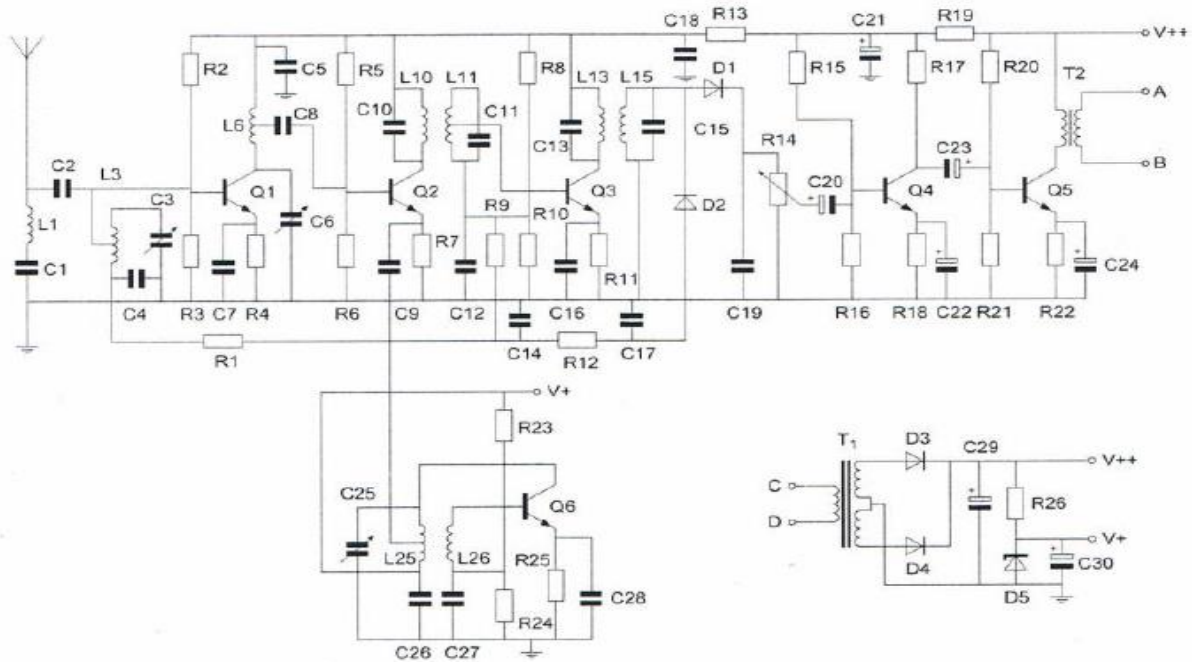 C18 R13 C21 R19
V++
R2 C5 R5 L10 L11 R8 L13 L15 D1 R15 R17 R20 T2
A
C8 C10 C11 C15
L6 C13 R14 C23 B
C2 L3 C3 Q1 Q2 Q3 D2 C20 Q4 Q5
L1 C6 R9 R10
C1 R7 R11 C24
C4 R3 C7 R4 R6 C9 C12 C16 C19 R16 R18 C22 R21 R22
R1 C14 R12 C17
V+
R23
T1 D3 C29
V++
C25 Q6 C R26
D
L25 L26 R25 V+
C30
D4 D5
R24 C28
C26 C27
+
+
+
+
+
+
+